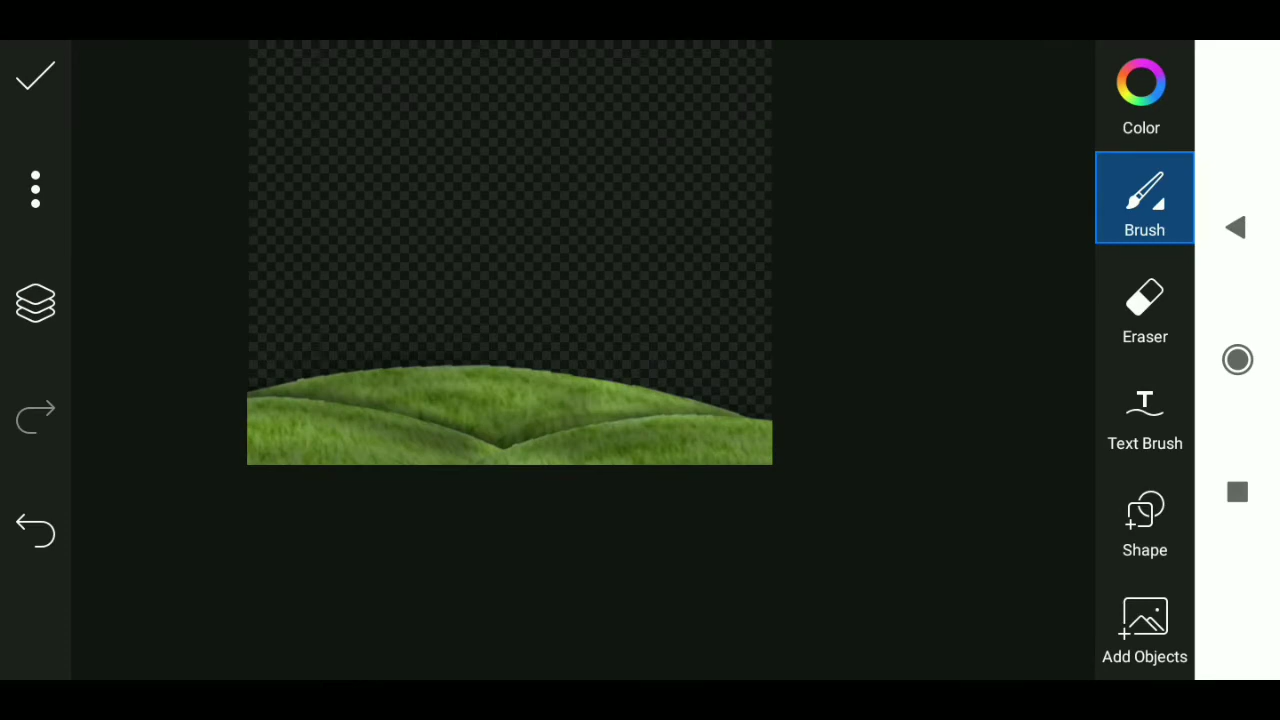 Color
Brush
Eraser
Text Brush
Shape
Add Objects